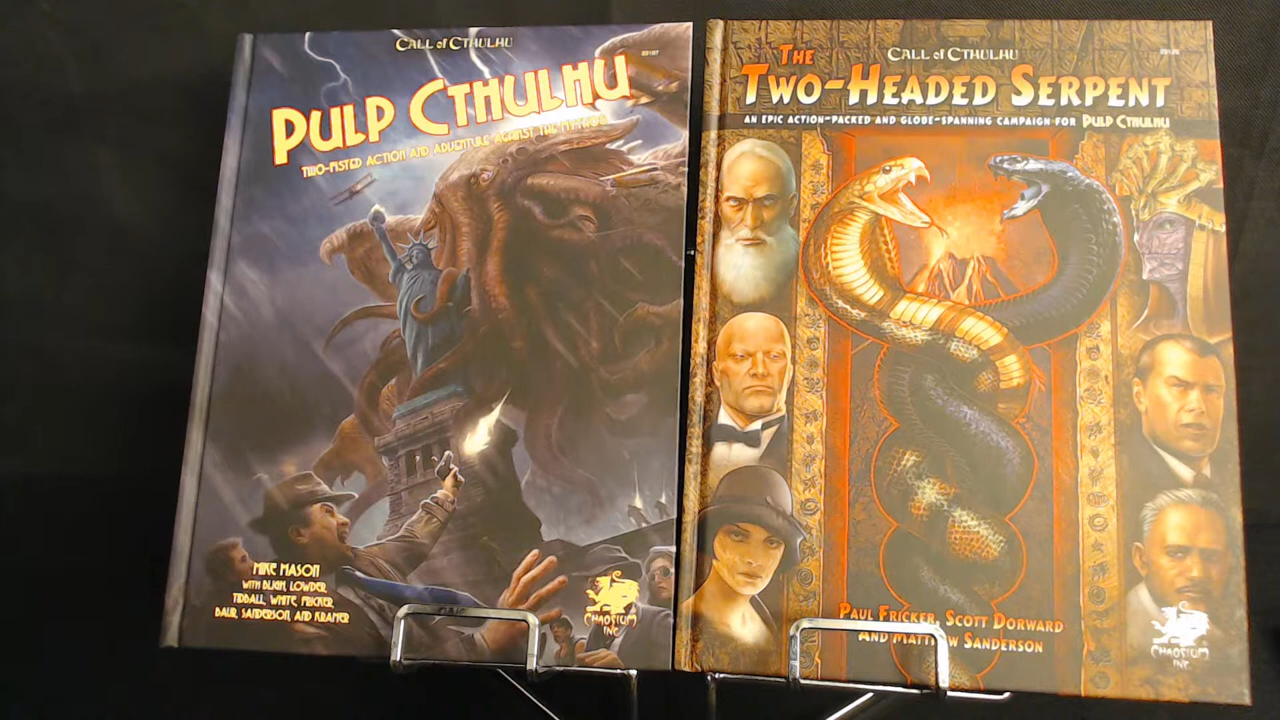 CALL of CTHULHU
23107
PULP CTHULHU
TWO-FISTED ACTION AND ADVENTURE AGAINST THE MYTHOS
MIKE MASON
WITH BLIGH, LOWDER,
TIDBALL, WHITE, FRICKER,
BAUR, SANDERSON, AND KRAMER
CHAOSIUM
INC
CALL of CTHULHU
THE
TWO-HEADED SERPENT
AN EPIC ACTION-PACKED AND GLOBE-SPANNING CAMPAIGN FOR PULP CTHULHU
PAUL FRICKER, SCOTT DORWARD
AND MATTHEW SANDERSON
CHAOSIUM
INC